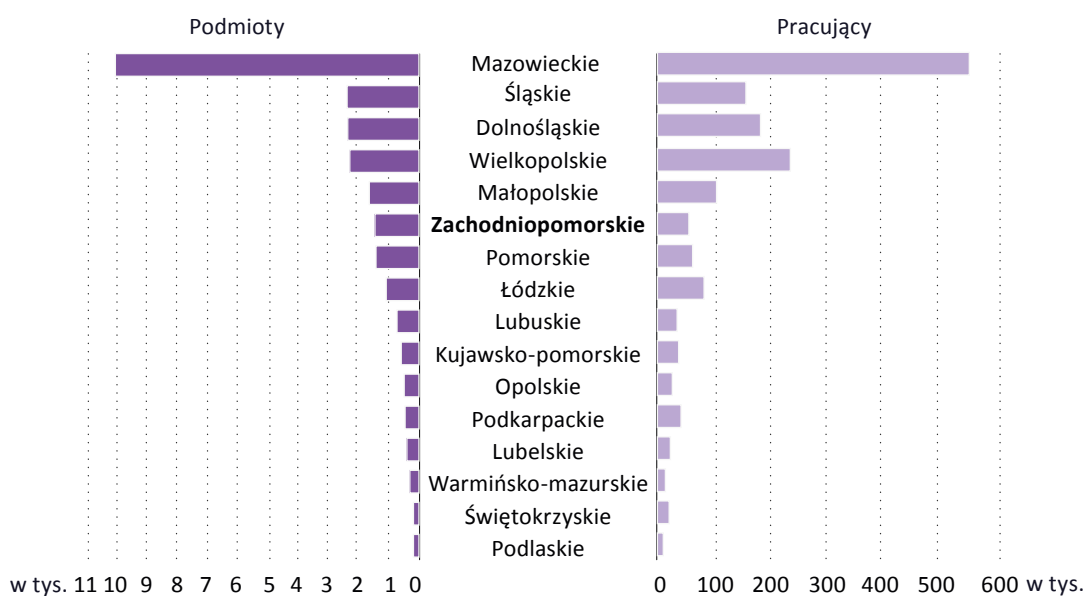 Podmioty Pracujący
Mazowieckie
Śląskie
Dolnośląskie
Wielkopolskie
Małopolskie
Zachodniopomorskie
Pomorskie
Łódzkie
Lubuskie
Kujawsko-pomorskie
Opolskie
Podkarpackie
Lubelskie
Warmińsko-mazurskie
Świętokrzyskie
Podlaskie
w tys. 11 10 9 8 7 6 5 4 3 2 1 0 0 100 200 300 400 500 600 w tys.